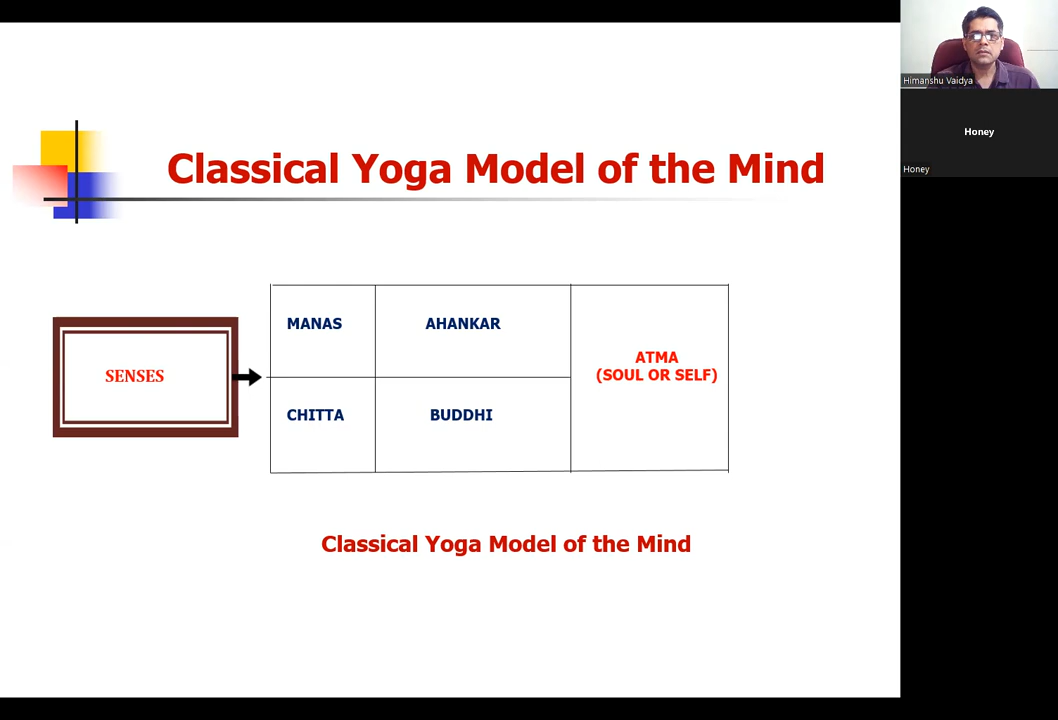 Classical Yoga Model of the Mind
SENSES
MANAS
AHANKAR
CHITTA
BUDDHI
ATMA
(SOUL OR SELF)
Classical Yoga Model of the Mind
Himanshu Vaidya
Honey
Honey